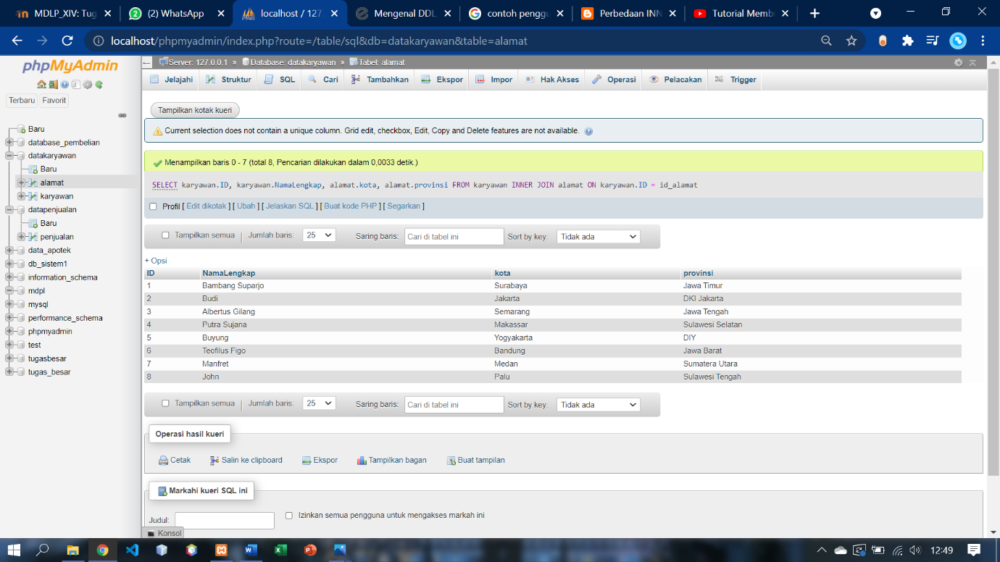 MDLP_XIV: Tug
(2) WhatsApp
localhost / 127
Mengenal DDL
contoh penggu
Perbedaan INN
Tutorial Memb
localhost/phpmyadmin/index.php?route=/table/sql&db=datakaryawan&table=alamat
phpMyAdmin
Terbaru Favorit
Baru
database_pembelian
datakaryawan
Baru
alamat
karyawan
datapenjualan
Baru
penjualan
data_apotek
db_sistem1
information_schema
mdpl
mysql
performance_schema
phpmyadmin
test
tugasbesar
tugas_besar
Server: 127.0.0.1 » Database: datakaryawan » Tabel: alamat
Jelajahi Struktur SQL Cari Tambahkan Ekspor Impor Hak Akses Operasi Pelacakan Trigger
Tampilkan kotak kueri
Current selection does not contain a unique column. Grid edit, checkbox, Edit, Copy and Delete features are not available.
Menampilkan baris 0 - 7 (total 8, Pencarian dilakukan dalam 0,0033 detik.)
SELECT karyawan.ID, karyawan.NamaLengkap, alamat.kota, alamat.provinsi FROM karyawan INNER JOIN alamat ON karyawan.ID = id_alamat
Profil [ Edit dikotak ] [ Ubah ] [ Jelaskan SQL ] [ Buat kode PHP ] [ Segarkan ]
Tampilkan semua | Jumlah baris: 25 Saring baris: Cari di tabel ini Sort by key: Tidak ada
+ Opsi
ID NamaLengkap kota provinsi
1 Bambang Suparjo Surabaya Jawa Timur
2 Budi Jakarta DKI Jakarta
3 Albertus Gilang Semarang Jawa Tengah
4 Putra Sujana Makassar Sulawesi Selatan
5 Buyung Yogyakarta DIY
6 Teofilus Figo Bandung Jawa Barat
7 Manfret Medan Sumatera Utara
8 John Palu Sulawesi Tengah
Tampilkan semua | Jumlah baris: 25 Saring baris: Cari di tabel ini Sort by key: Tidak ada
Operasi hasil kueri
Cetak Salin ke clipboard Ekspor Tampilkan bagan Buat tampilan
Markahi kueri SQL ini
Judul: Izinkan semua pengguna untuk mengakses markah ini
Konsol
12:49